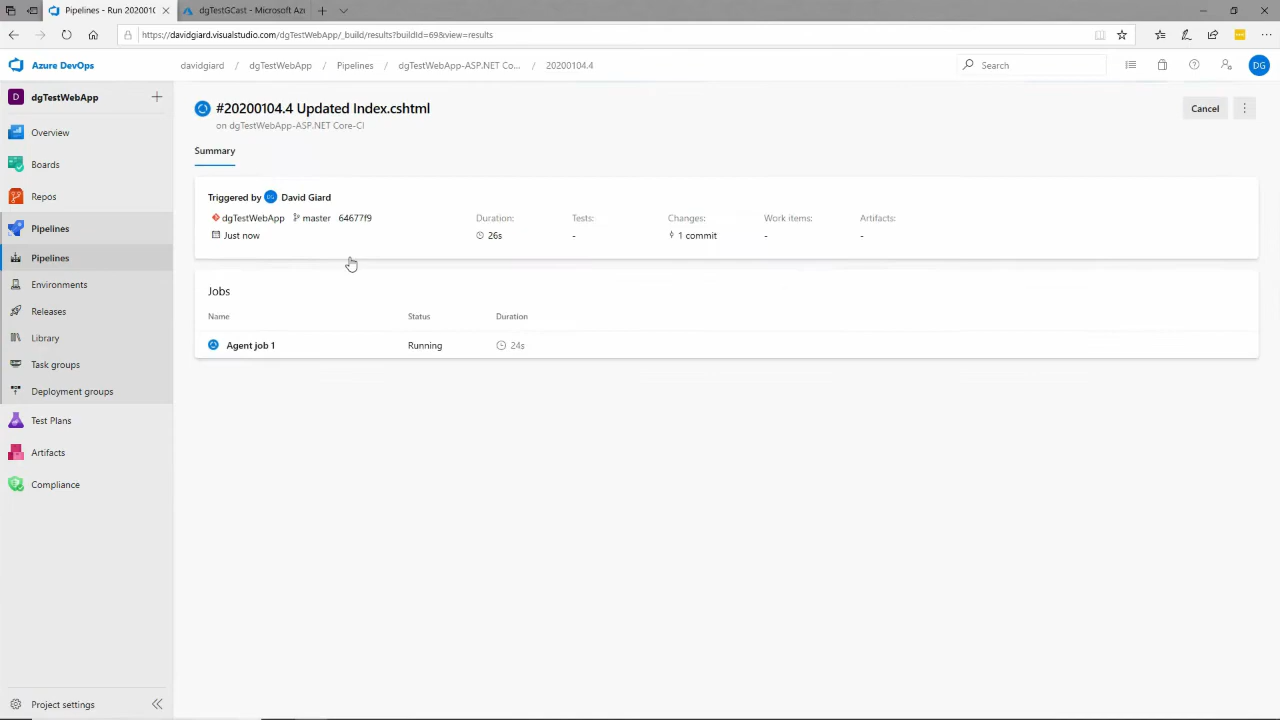 Pipelines - Run 2020010
dgTestGCast - Microsoft Az
https://davidgiard.visualstudio.com/dgTestWebApp/_build/results?buildId=69&view=results
Azure DevOps
davidgiard / dgTestWebApp / Pipelines / dgTestWebApp-ASP.NET Co... / 20200104.4
Search
DG
D dgTestWebApp
Overview
Boards
Repos
Pipelines
Pipelines
Environments
Releases
Library
Task groups
Deployment groups
Test Plans
Artifacts
Compliance
Project settings
#20200104.4 Updated Index.cshtml
on dgTestWebApp-ASP.NET Core-CI
Cancel
Summary
Triggered by DG David Giard
dgTestWebApp master 64677f9
Just now
Duration:
26s
Tests:
-
Changes:
1 commit
Work items:
-
Artifacts:
-
Jobs
Name Status Duration
Agent job 1 Running 24s